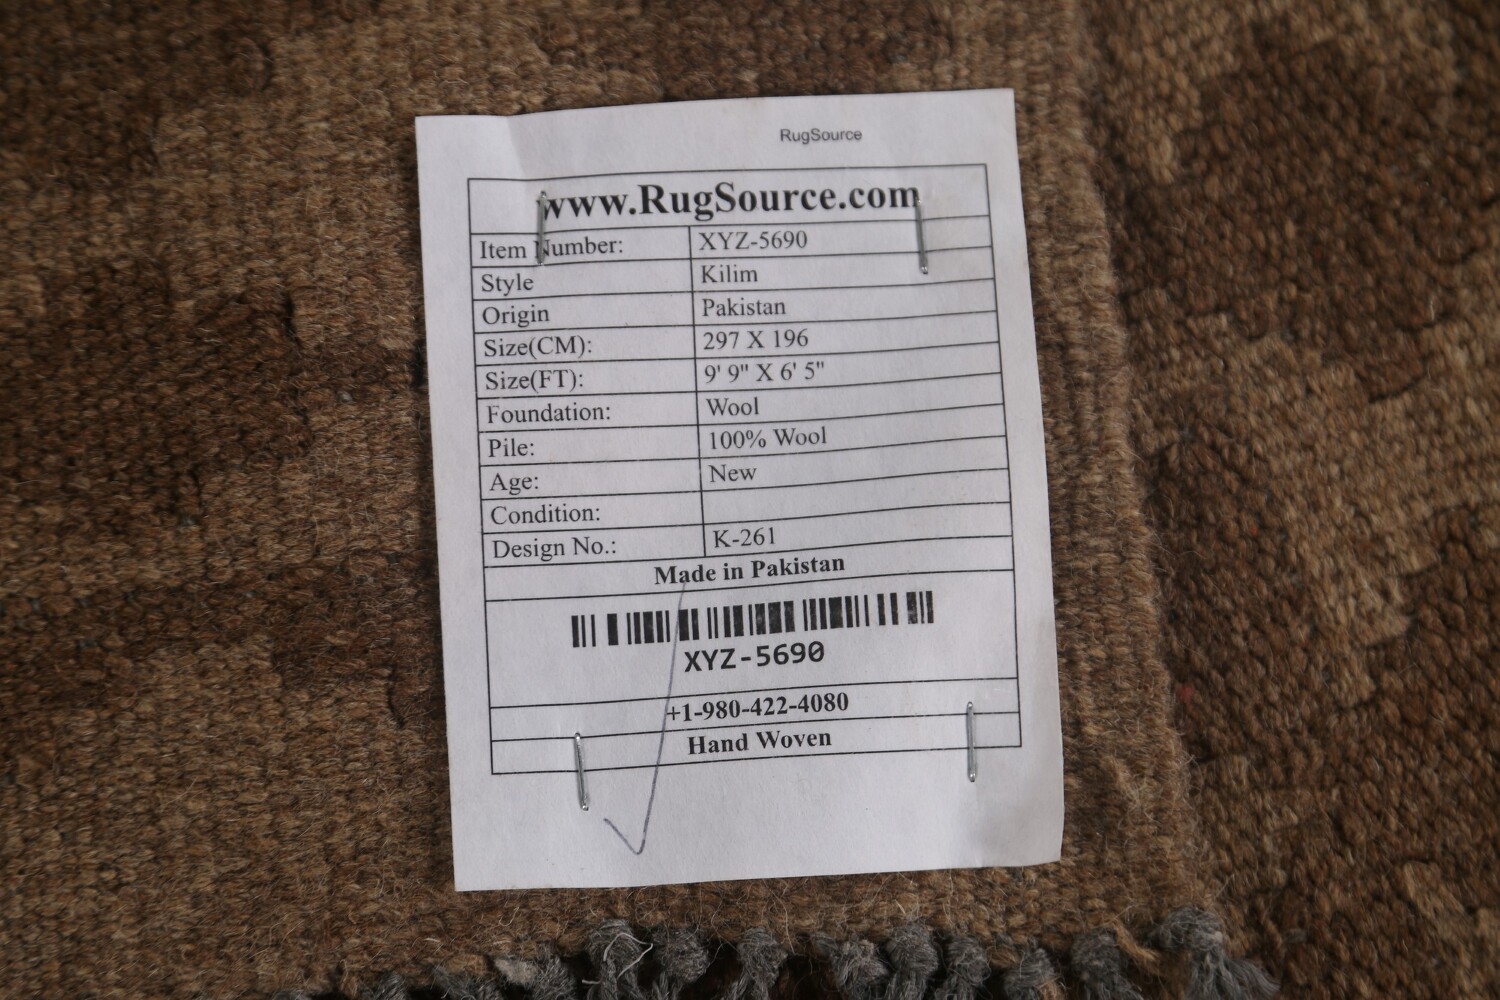 RugSource
www.RugSource.com
Item Number: XYZ-5690
Style Kilim
Origin Pakistan
Size(CM): 297 X 196
Size(FT): 9' 9" X 6' 5"
Foundation: Wool
Pile: 100% Wool
Age: New
Condition:
Design No.: K-261
Made in Pakistan
XYZ-5690
+1-980-422-4080
Hand Woven